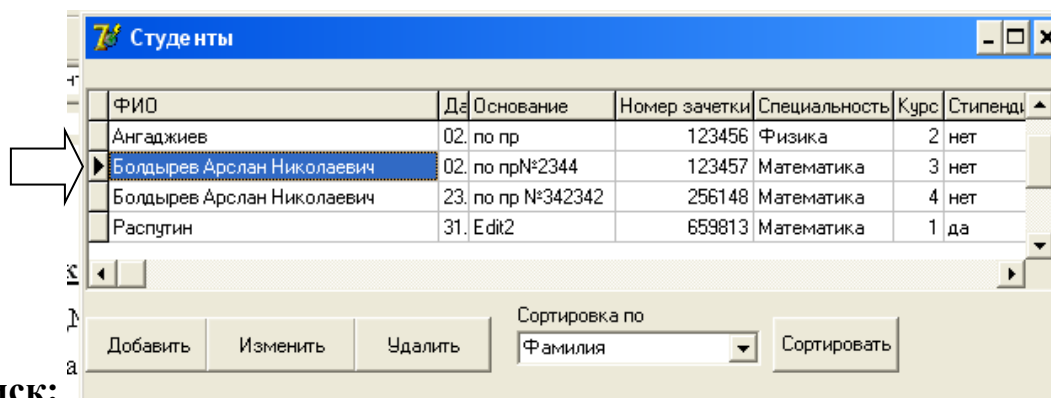 Студенты
ФИО Да Основание Номер зачетки Специальность Курс Стипенди
Ангаджиев 02. по пр 123456 Физика 2 нет
Болдырев Арслан Николаевич 02. по пр№2344 123457 Математика 3 нет
Болдырев Арслан Николаевич 23. по пр №342342 256148 Математика 4 нет
Распутин 31. Edit2 659813 Математика 1 да
Сортировка по
Добавить Изменить Удалить Фамилия Сортировать